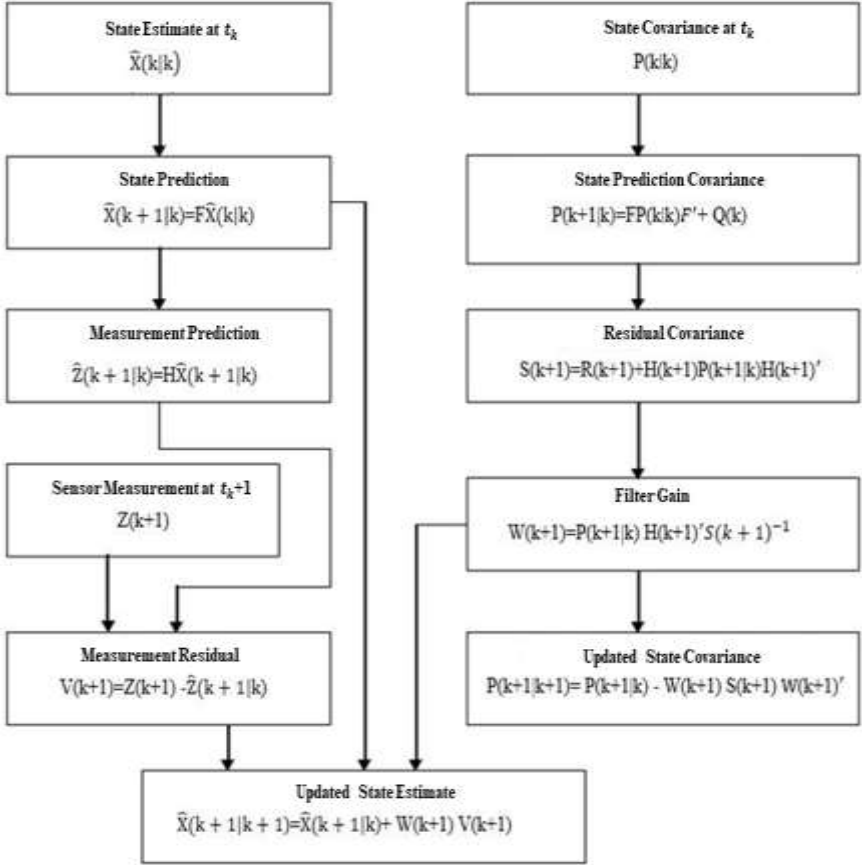 State Estimate at t_k
X̂(k|k)
State Prediction
X̂(k + 1|k)=FX̂(k|k)
Measurement Prediction
Ẑ(k + 1|k)=HX̂(k + 1|k)
Sensor Measurement at t_k+1
Z(k+1)
Measurement Residual
V(k+1)=Z(k+1) -Ẑ(k + 1|k)
State Covariance at t_k
P(k|k)
State Prediction Covariance
P(k+1|k)=FP(k|k)F′+ Q(k)
Residual Covariance
S(k+1)=R(k+1)+H(k+1)P(k+1|k)H(k+1)′
Filter Gain
W(k+1)=P(k+1|k) H(k+1)′S(k + 1)⁻¹
Updated State Covariance
P(k+1|k+1)= P(k+1|k) - W(k+1) S(k+1) W(k+1)′
Updated State Estimate
X̂(k + 1|k + 1)=X̂(k + 1|k)+ W(k+1) V(k+1)